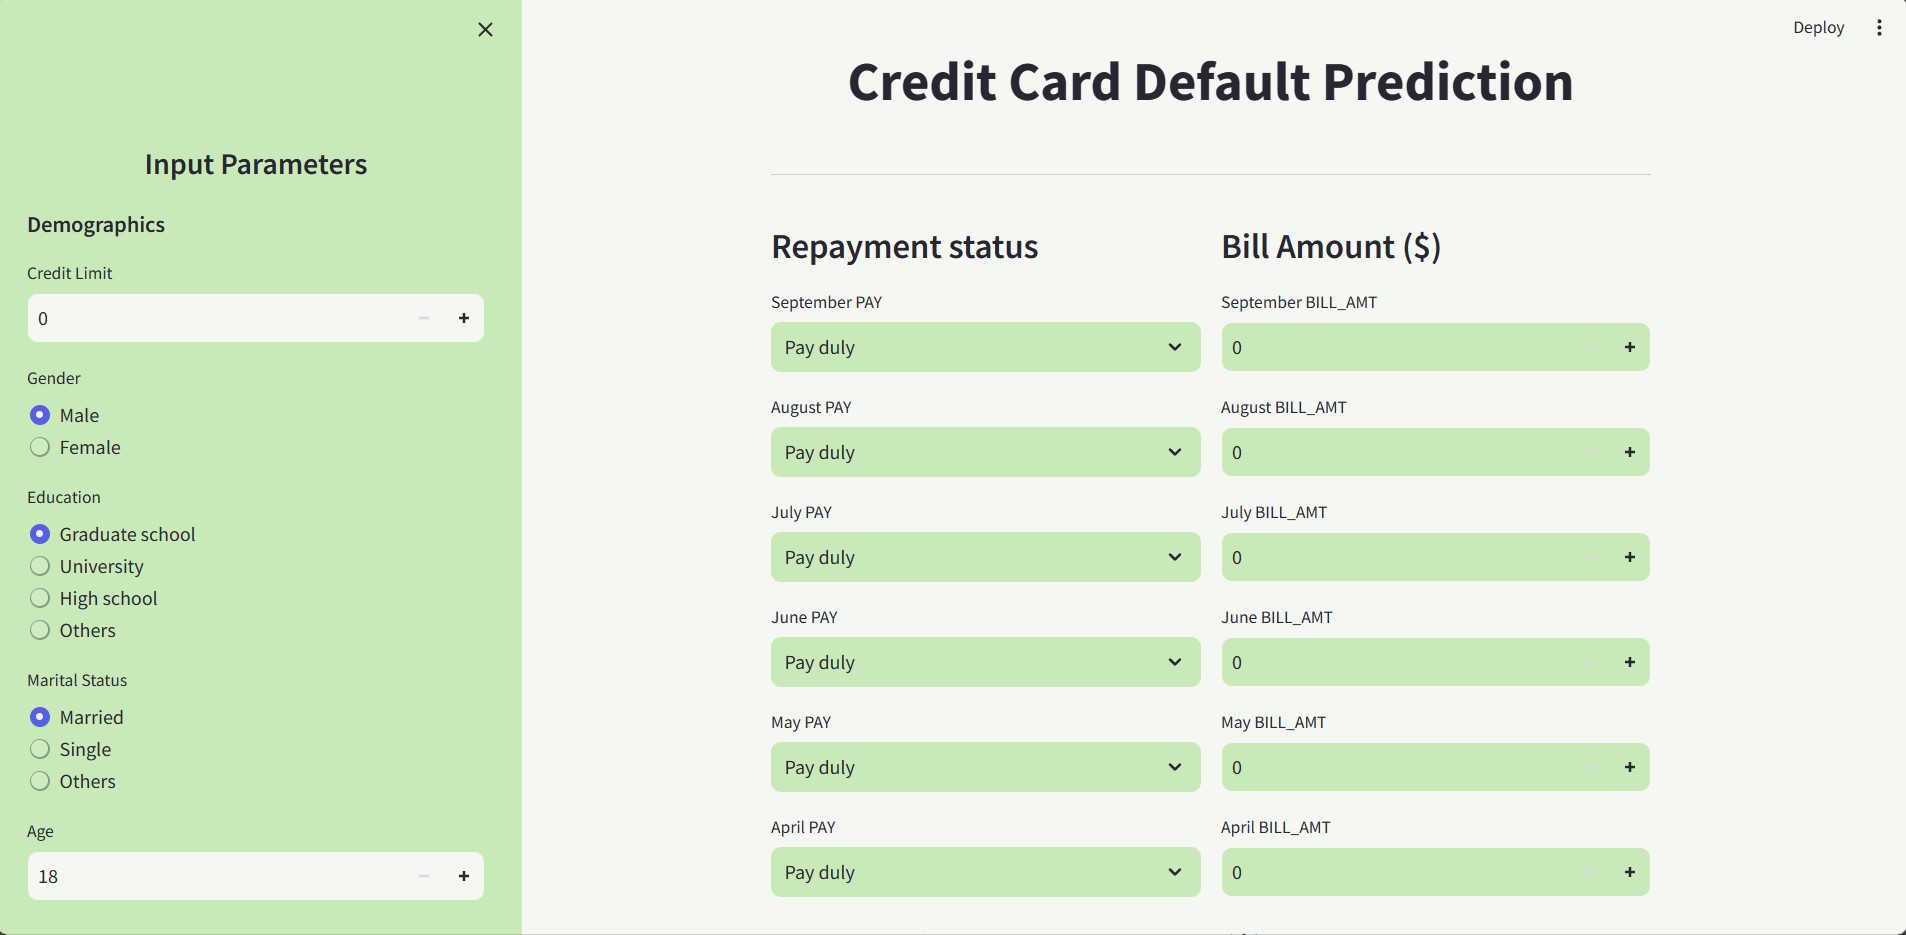 Deploy
Credit Card Default Prediction
Input Parameters
Demographics
Credit Limit
0
Gender
Male
Female
Education
Graduate school
University
High school
Others
Marital Status
Married
Single
Others
Age
18
Repayment status
September PAY
Pay duly
August PAY
Pay duly
July PAY
Pay duly
June PAY
Pay duly
May PAY
Pay duly
April PAY
Pay duly
Bill Amount ($)
September BILL_AMT
0
August BILL_AMT
0
July BILL_AMT
0
June BILL_AMT
0
May BILL_AMT
0
April BILL_AMT
0